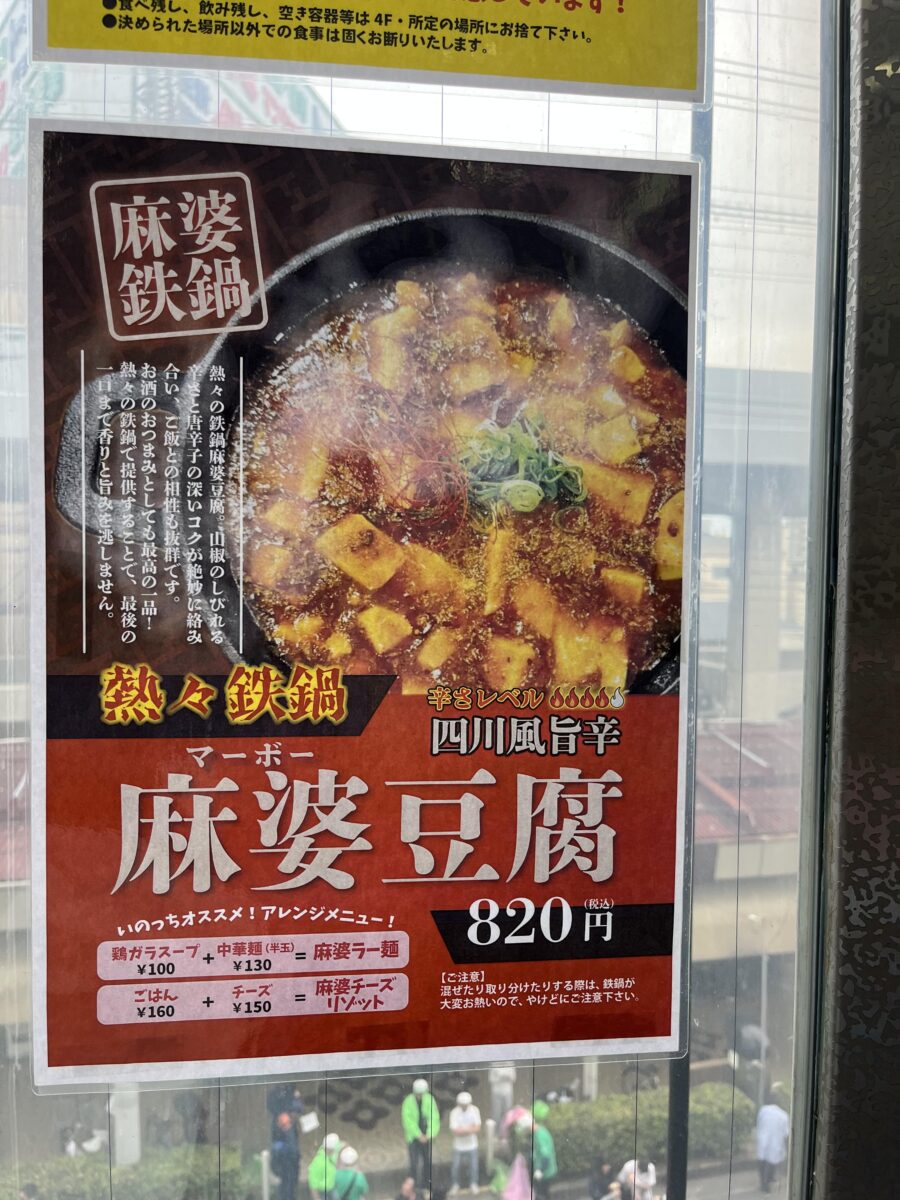 ●食べ残し、飲み残し、空き容器等は4F・所定の場所にお捨て下さい。
●決められた場所以外での食事は固くお断りいたします。
麻婆
鉄鍋
熱々の鉄鍋麻婆豆腐。山椒のしびれる
辛さと唐辛子の深いコクが絶妙に絡み
合い、ご飯との相性も抜群です。
お酒のおつまみとしても最高の一品!
熱々の鉄鍋で提供することで、最後の
一口まで香りと旨みを逃しません。
熱々鉄鍋
辛さレベル
四川風旨辛
マーボー
麻婆豆腐
820円(税込)
いのっちオススメ!アレンジメニュー!
鶏ガラスープ + 中華麺(半玉) = 麻婆ラー麺
¥100 ¥130
ごはん + チーズ = 麻婆チーズ
¥160 ¥150 リゾット
【ご注意】
混ぜたり取り分けたりする際は、鉄鍋が
大変お熱いので、やけどにご注意下さい。